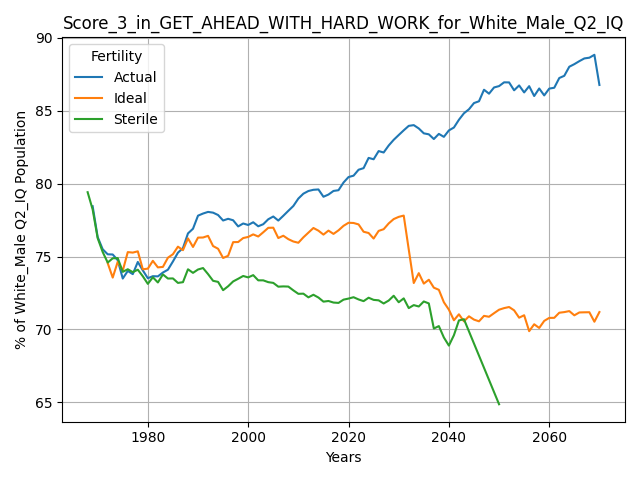 Score_3_in_GET_AHEAD_WITH_HARD_WORK_for_White_Male_Q2_IQ
90
85
80
75
70
65
% of White_Male Q2_IQ Population
Fertility
Actual
Ideal
Sterile
1980 2000 2020 2040 2060
Years